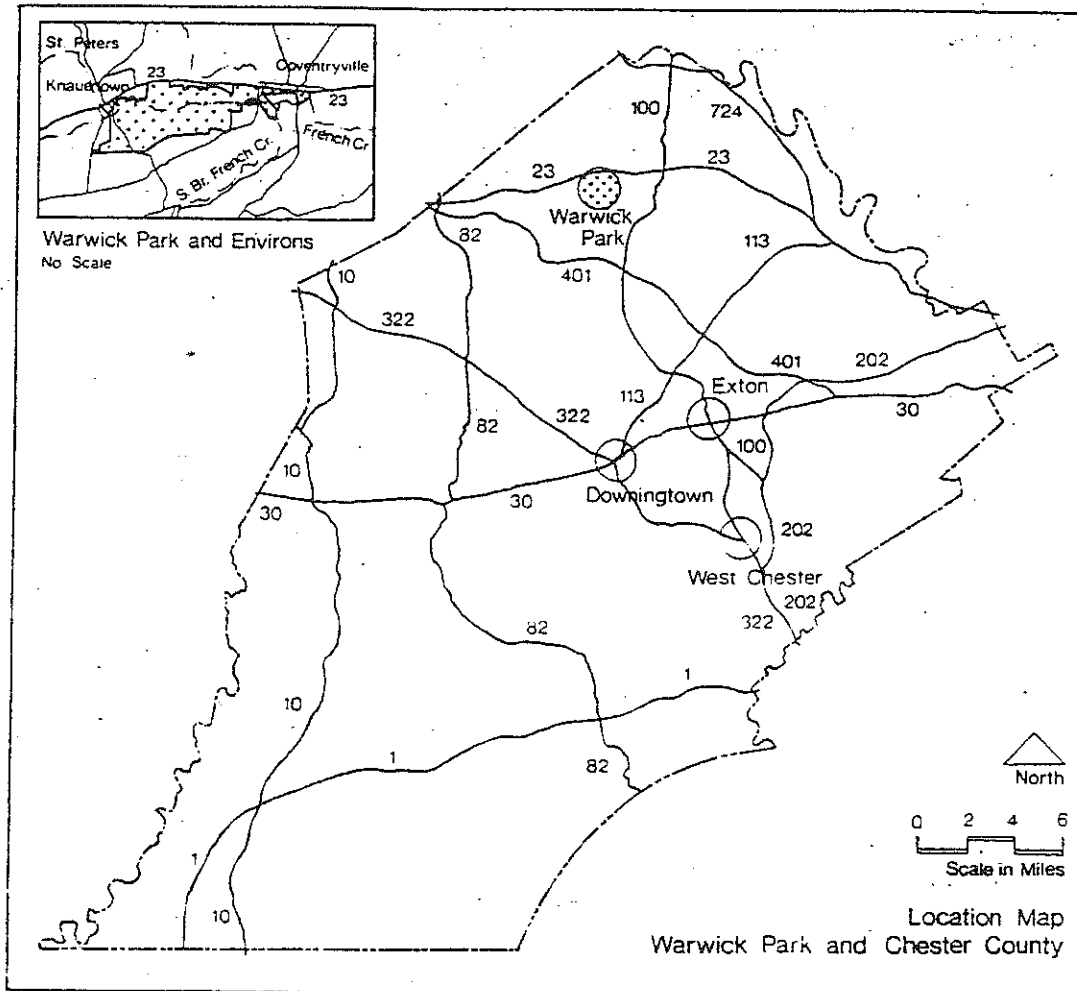 St. Peters
23
Coventryville
Knauertown
23
French Cr
S. Br. French Cr.
Warwick Park and Environs
No Scale
100
724
23
23
Warwick
Park
82
113
10
401
322
401
202
Exton
322
113
82
30
100
10
Downingtown
30
30
202
West Chester
202
322
82
10
1
1
82
North
0 2 4 6
Scale in Miles
1
10
Location Map
Warwick Park and Chester County